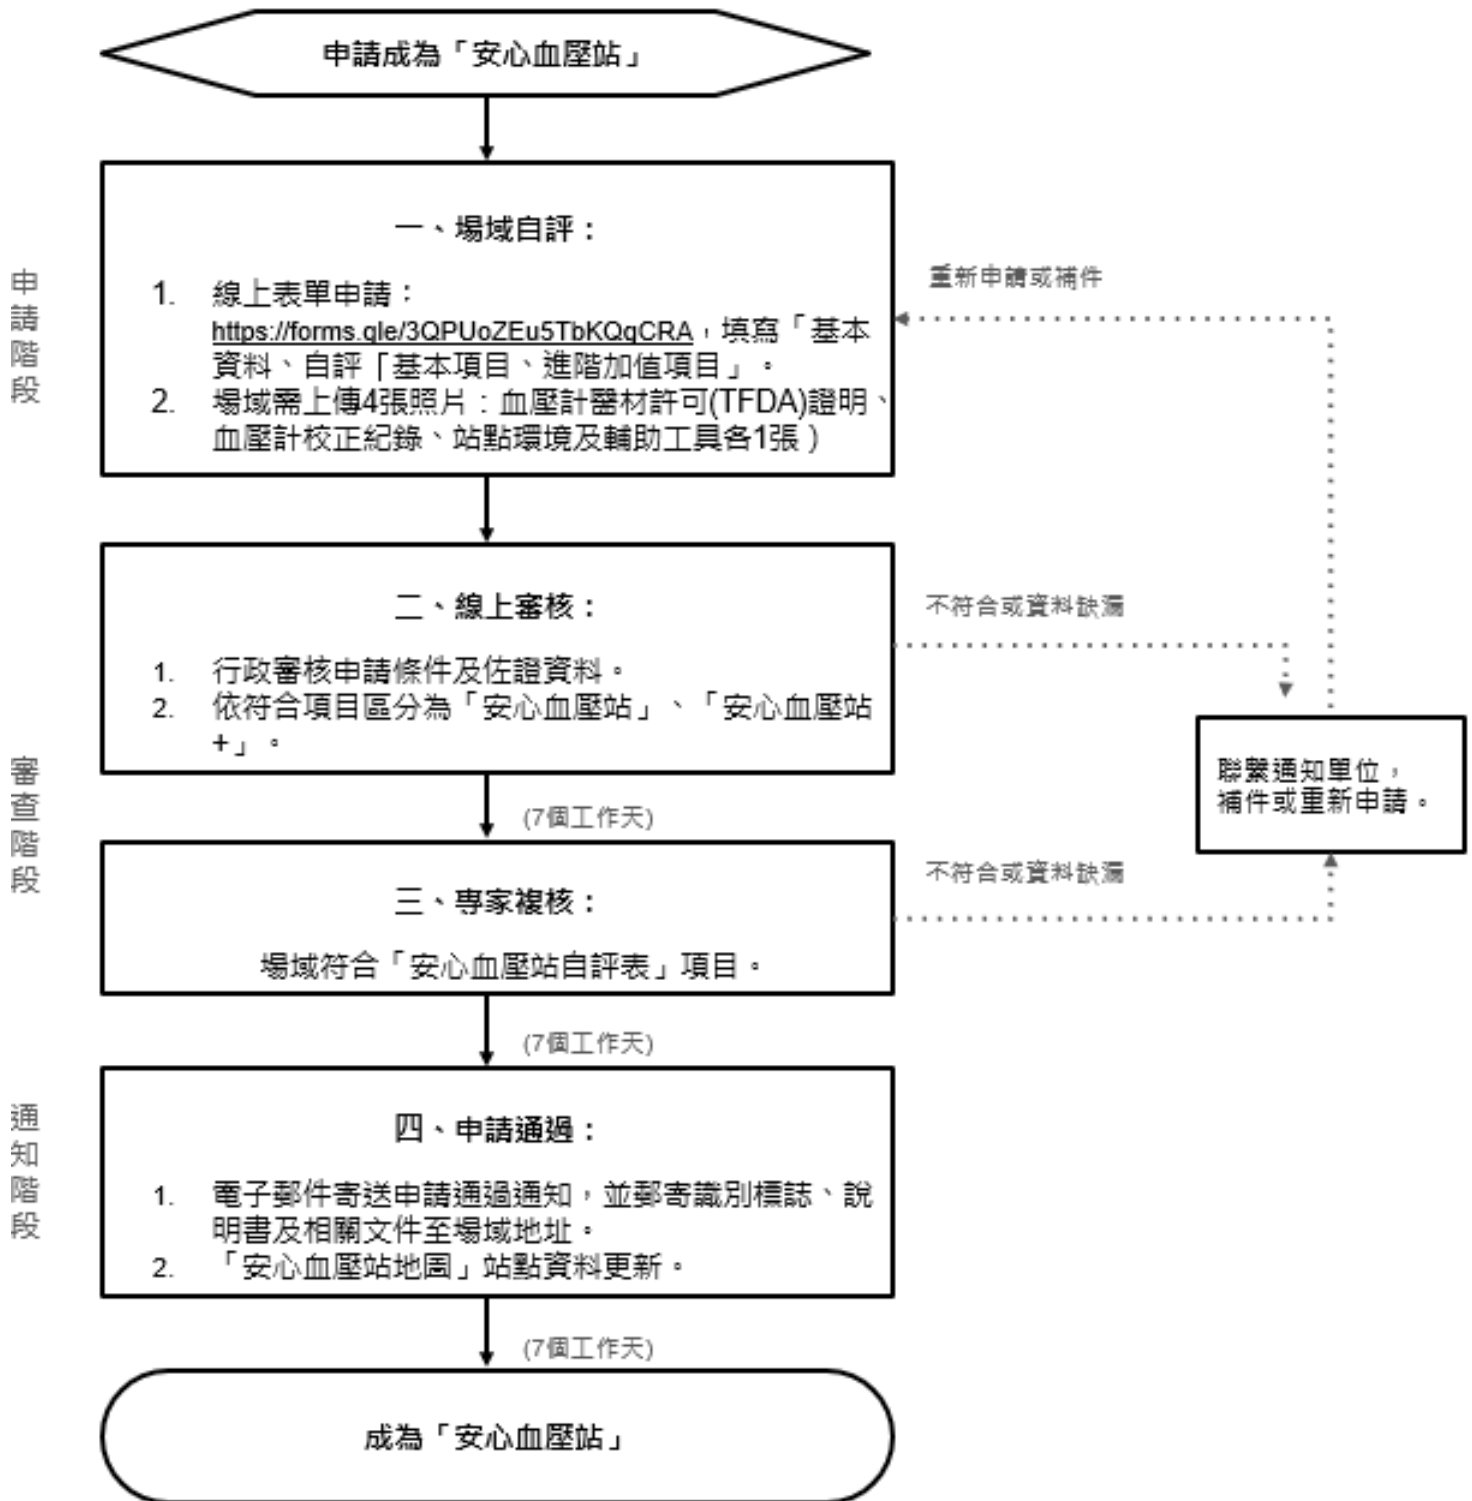 申請成為「安心血壓站」
申請階段
一、場域自評：
1. 線上表單申請：
https://forms.gle/3QPUoZEu5TbKQqCRA，填寫「基本
資料、自評「基本項目、進階加值項目」。
2. 場域需上傳4張照片：血壓計醫材許可(TFDA)證明、
血壓計校正紀錄、站點環境及輔助工具各1張）
重新申請或補件
審查階段
二、線上審核：
1. 行政審核申請條件及佐證資料。
2. 依符合項目區分為「安心血壓站」、「安心血壓站
+」。
不符合或資料缺漏
聯繫通知單位，
補件或重新申請。
(7個工作天)
三、專家複核：
場域符合「安心血壓站自評表」項目。
不符合或資料缺漏
(7個工作天)
通知階段
四、申請通過：
1. 電子郵件寄送申請通過通知，並郵寄識別標誌、說
明書及相關文件至場域地址。
2. 「安心血壓站地圖」站點資料更新。
(7個工作天)
成為「安心血壓站」